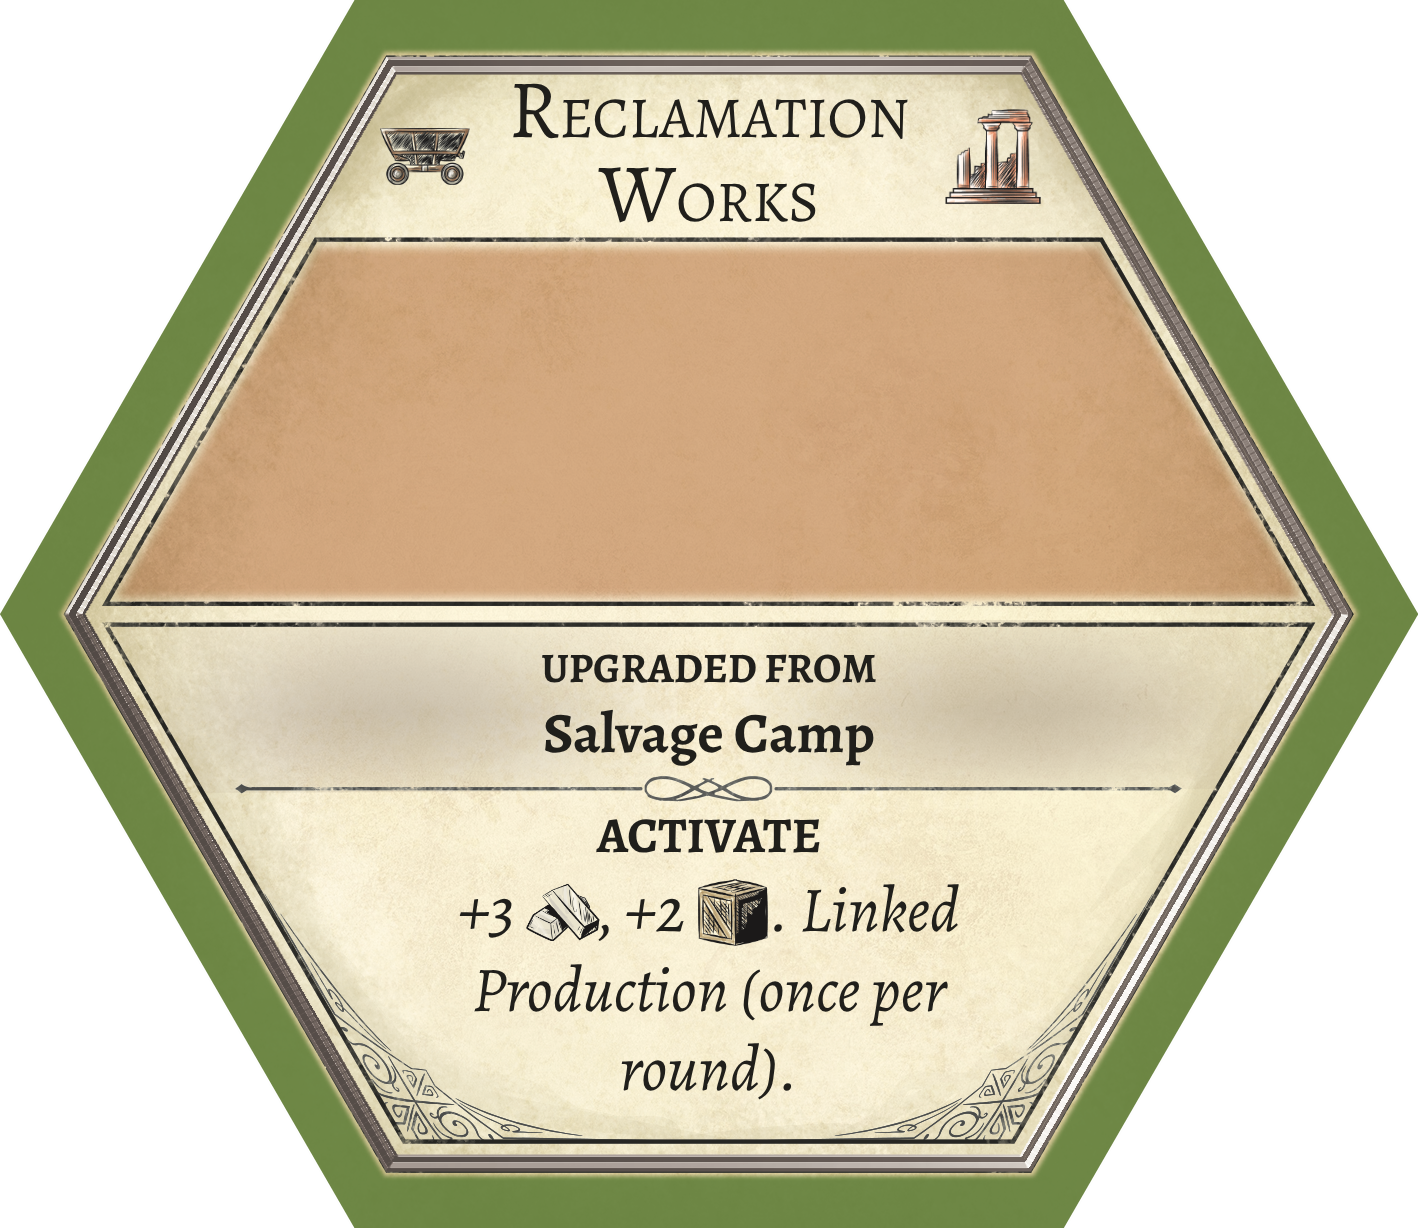 Reclamation
Works
UPGRADED FROM
Salvage Camp
ACTIVATE
+3 , +2 . Linked
Production (once per
round).